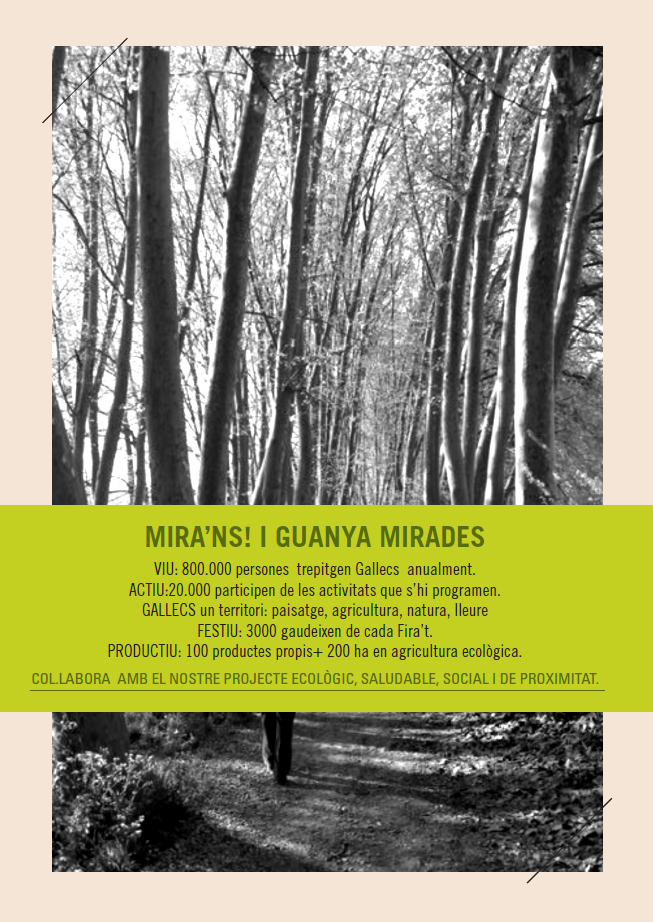 MIRA'NS! I GUANYA MIRADES
VIU: 800.000 persones trepitgen Gallecs anualment.
ACTIU:20.000 participen de les activitats que s'hi programen.
GALLECS un territori: paisatge, agricultura, natura, lleure
FESTIU: 3000 gaudeixen de cada Fira't.
PRODUCTIU: 100 productes propis+ 200 ha en agricultura ecològica.
COL.LABORA AMB EL NOSTRE PROJECTE ECOLÒGIC, SALUDABLE, SOCIAL I DE PROXIMITAT.